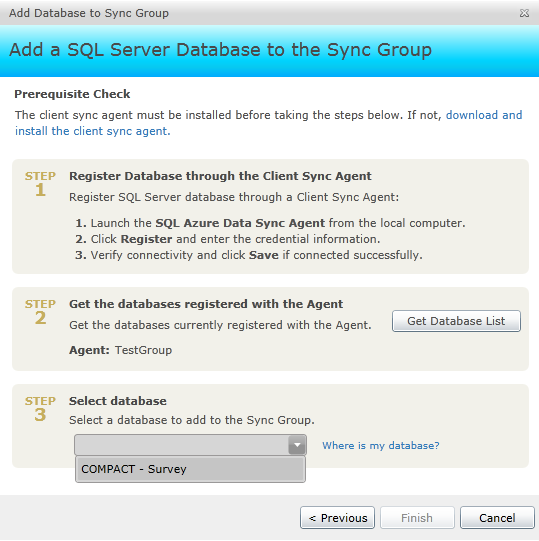 Add Database to Sync Group
Add a SQL Server Database to the Sync Group
Prerequisite Check
The client sync agent must be installed before taking the steps below. If not, download and
install the client sync agent.
STEP
1
Register Database through the Client Sync Agent
Register SQL Server database through a Client Sync Agent:
1. Launch the SQL Azure Data Sync Agent from the local computer.
2. Click Register and enter the credential information.
3. Verify connectivity and click Save if connected successfully.
STEP
2
Get the databases registered with the Agent
Get the databases currently registered with the Agent.
Get Database List
Agent: TestGroup
STEP
3
Select database
Select a database to add to the Sync Group.
Where is my database?
COMPACT - Survey
< Previous
Finish
Cancel